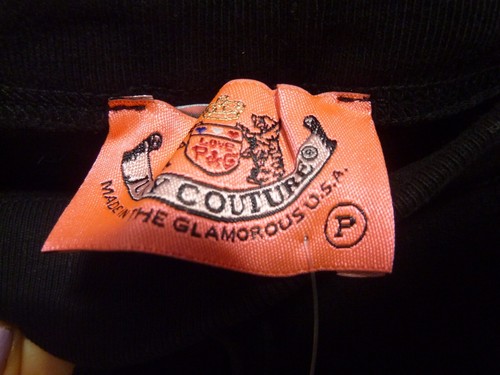 LOVE
P&G
Y COUTURE®
MADE IN THE GLAMOROUS U.S.A.
P